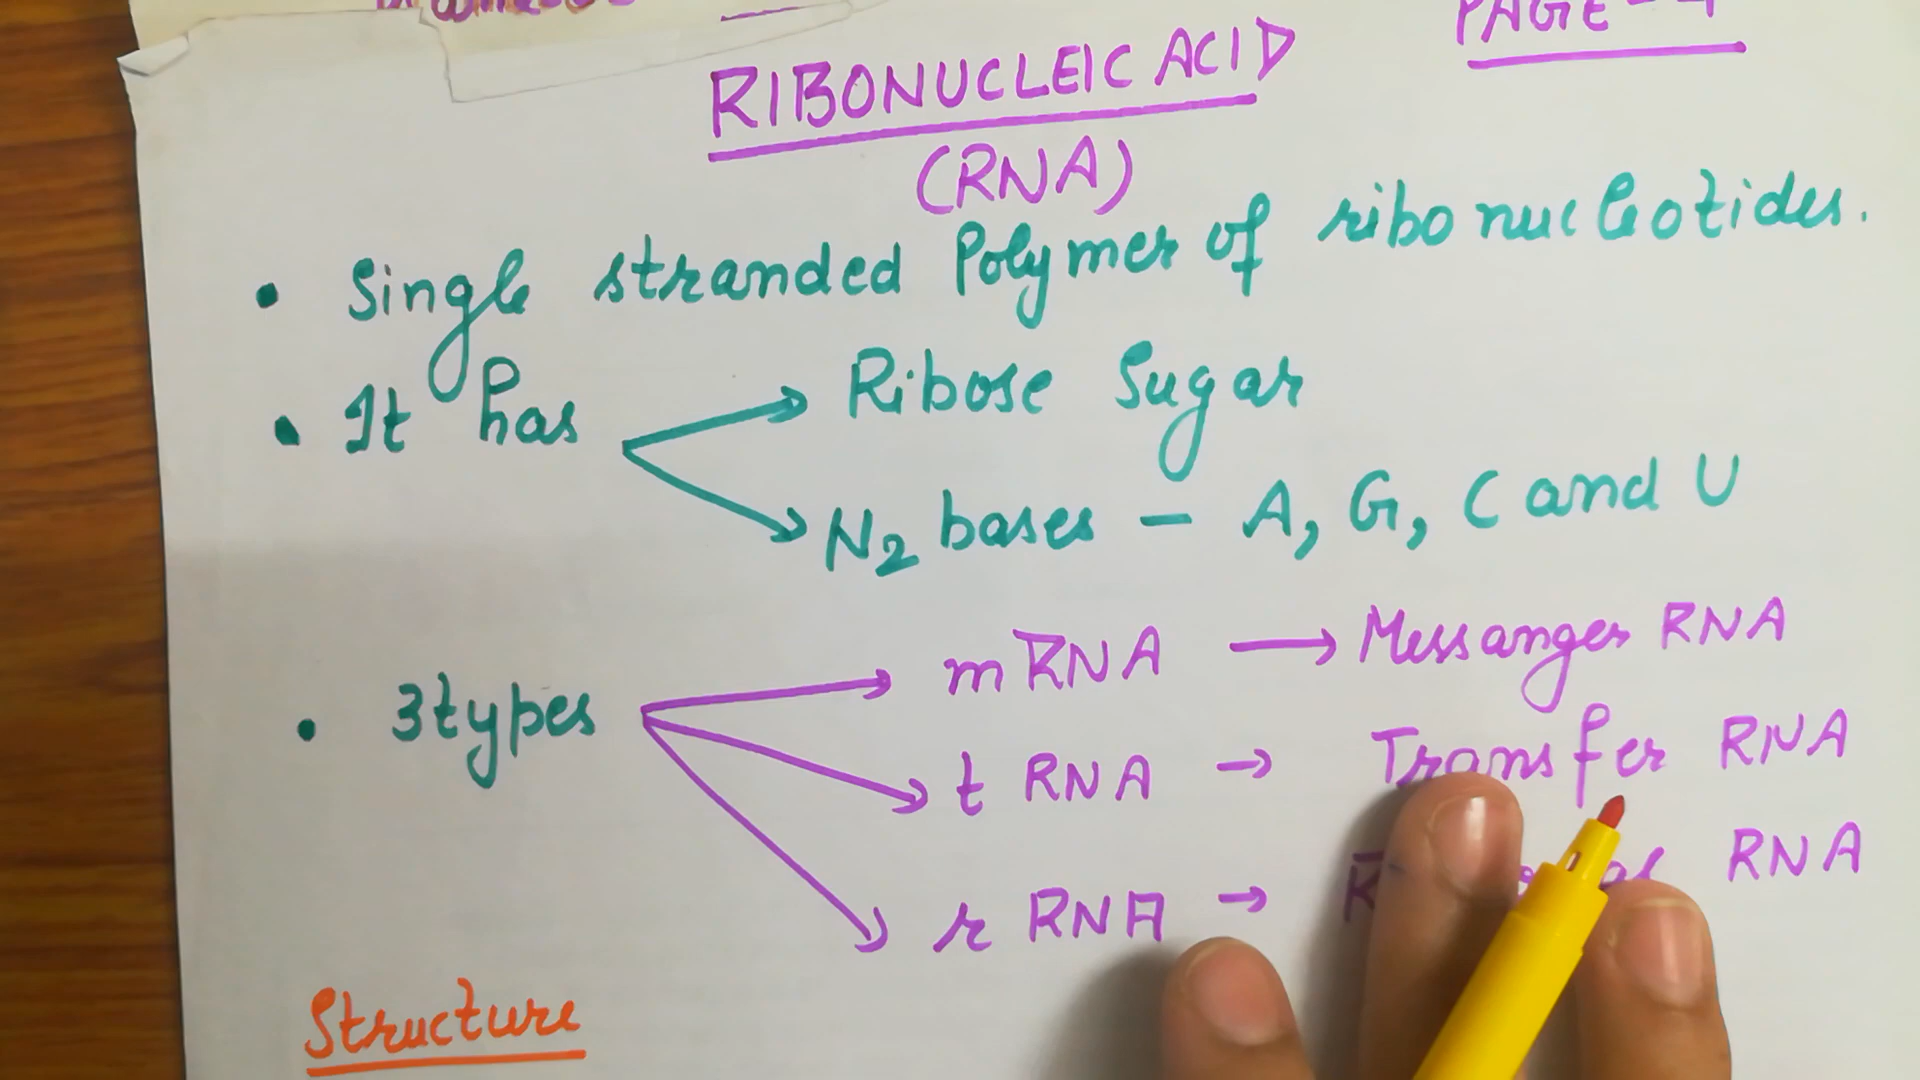 PAGE-
RIBONUCLEIC ACID
(RNA)
• Single stranded Polymer of ribonucleotides.
• It has
Ribose Sugar
N2 bases - A, G, C and U
• 3types
mRNA → Messanger RNA
t RNA → Transfer RNA
r RNA → RNA
Structure